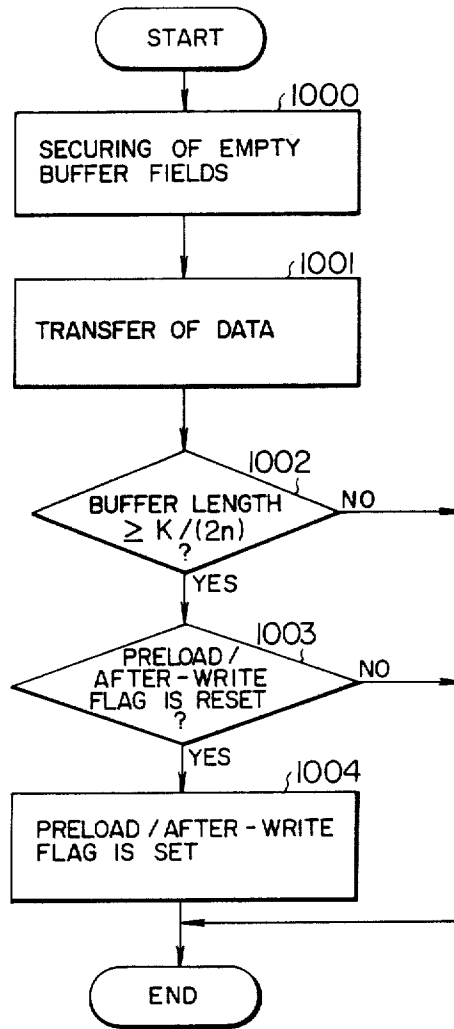 START
1000
SECURING OF EMPTY
BUFFER FIELDS
1001
TRANSFER OF DATA
1002
BUFFER LENGTH
≥ K/(2n)
?
NO
YES
1003
PRELOAD/
AFTER-WRITE
FLAG IS RESET
?
NO
YES
1004
PRELOAD/AFTER-WRITE
FLAG IS SET
END